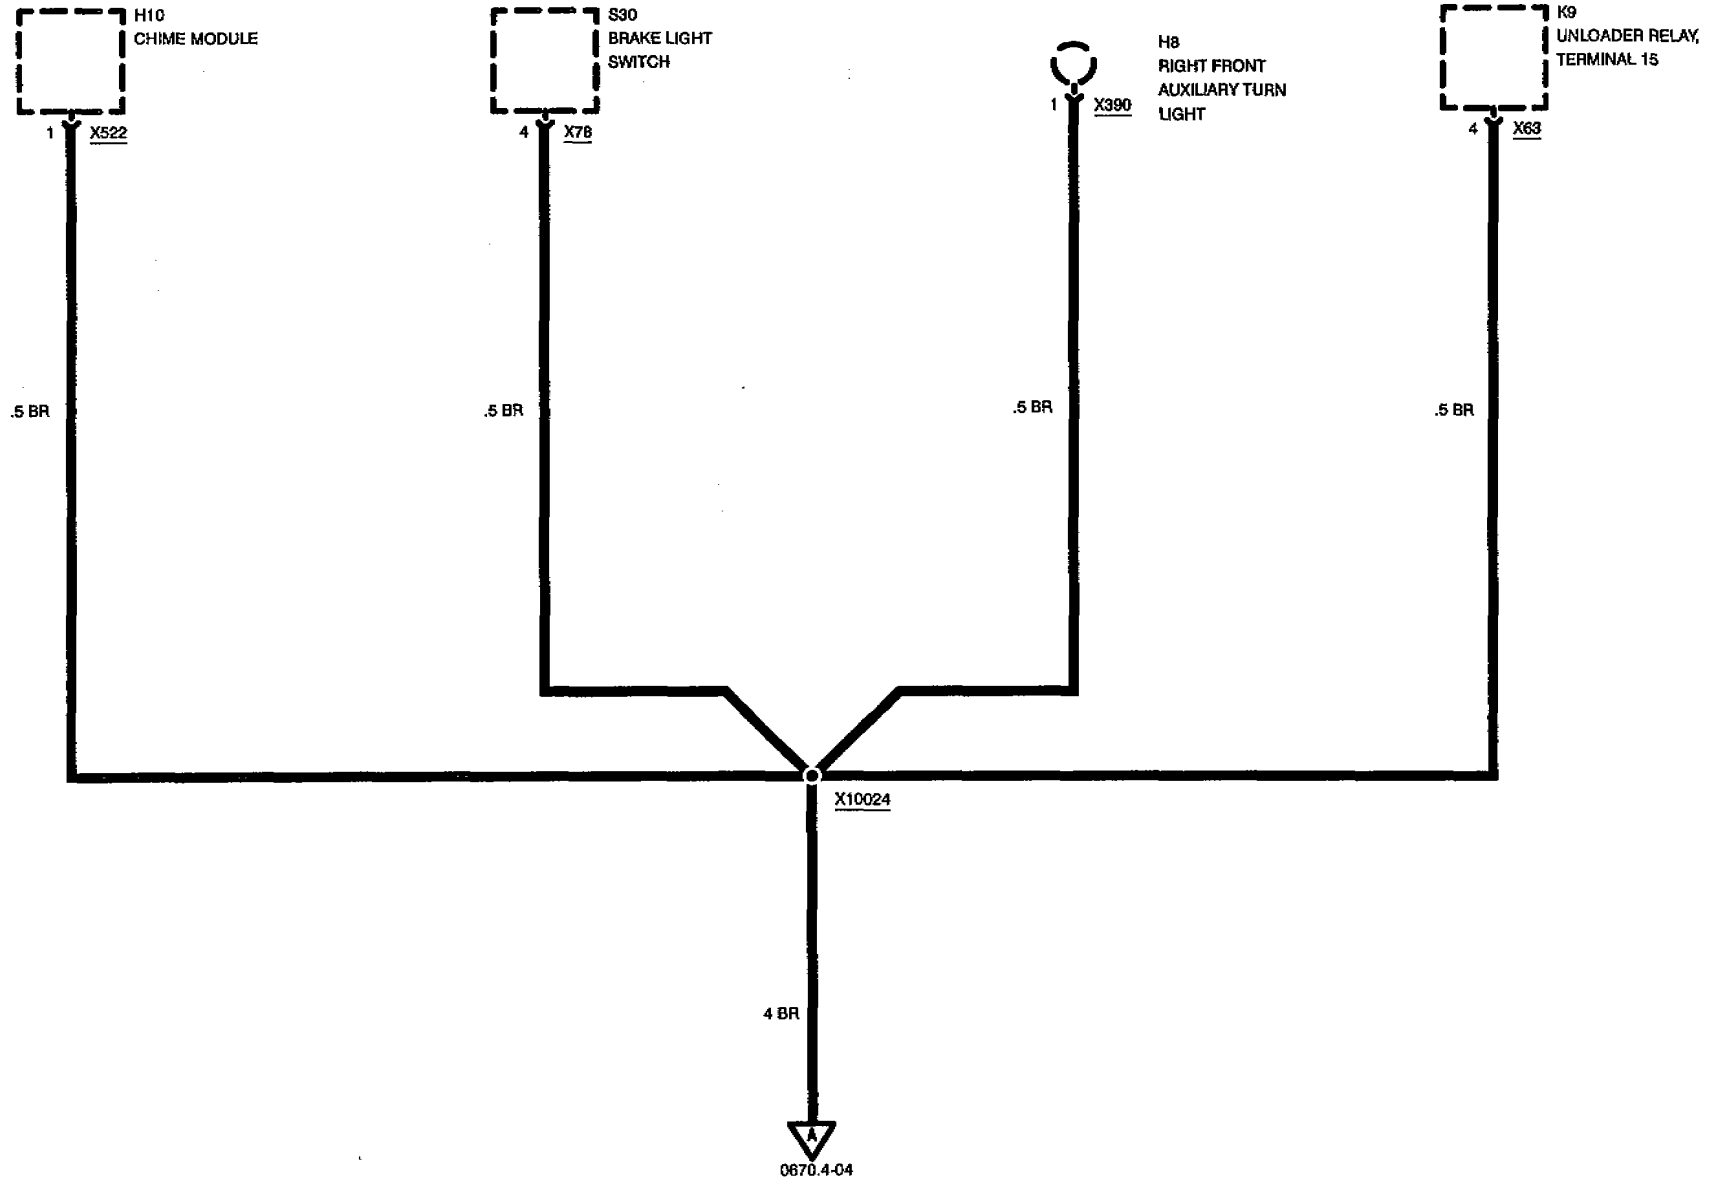 H10
CHIME MODULE
S30
BRAKE LIGHT
SWITCH
H8
RIGHT FRONT
AUXILIARY TURN
LIGHT
K9
UNLOADER RELAY,
TERMINAL 15
1 X522
4 X78
1 X390
4 X63
.5 BR
.5 BR
.5 BR
.5 BR
X10024
4 BR
A
0670.4-04